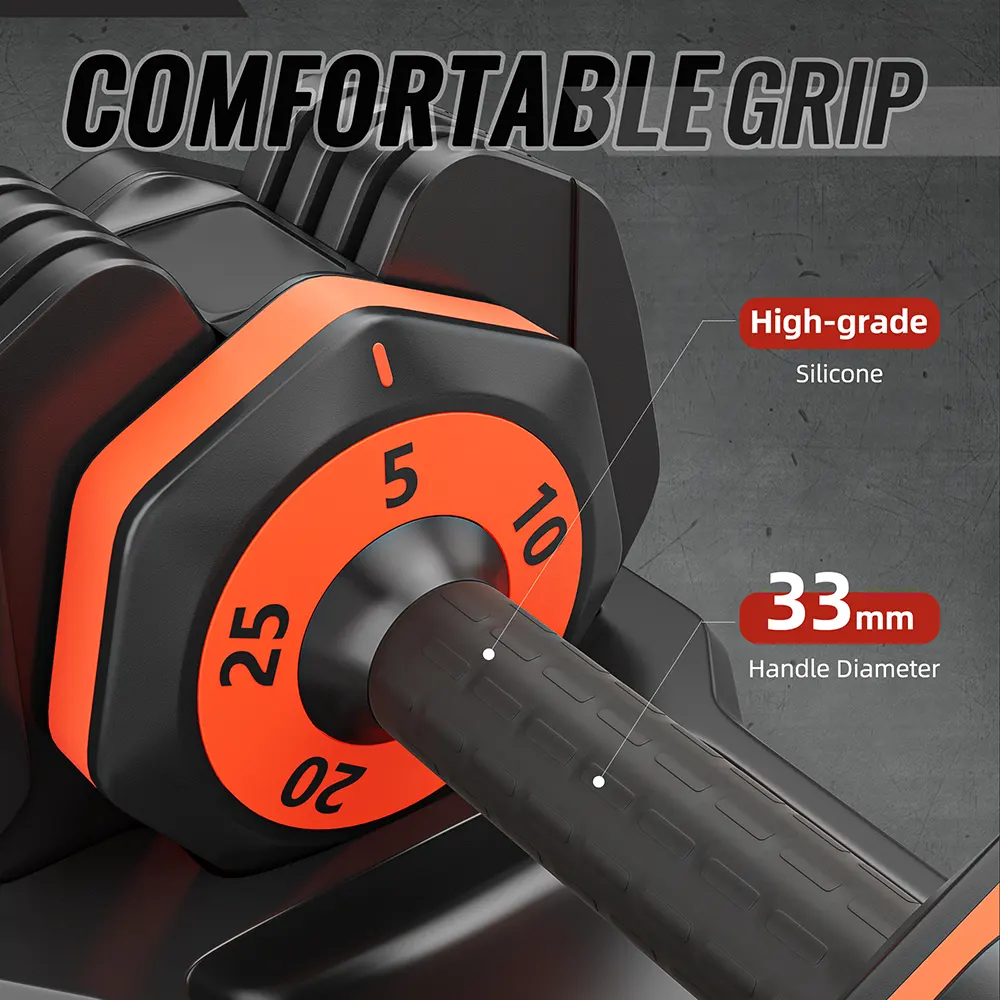 COMFORTABLE GRIP
High-grade
Silicone
5
10
33mm
Handle Diameter
25
20